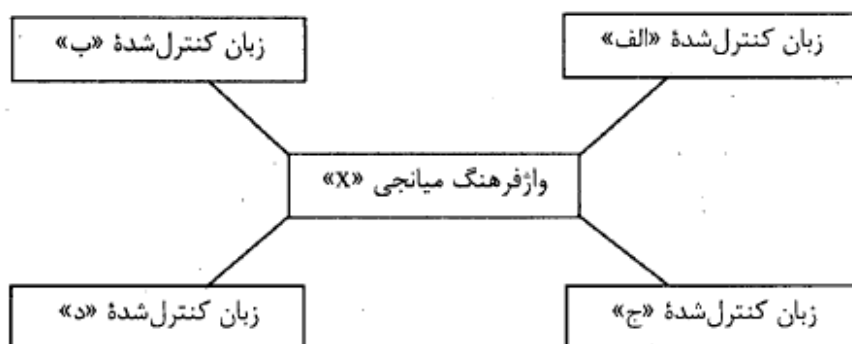 زبان کنترل‌شدهٔ «الف»
زبان کنترل‌شدهٔ «ب»
واژفرهنگ میانجی «X»
زبان کنترل‌شدهٔ «ج»
زبان کنترل‌شدهٔ «د»